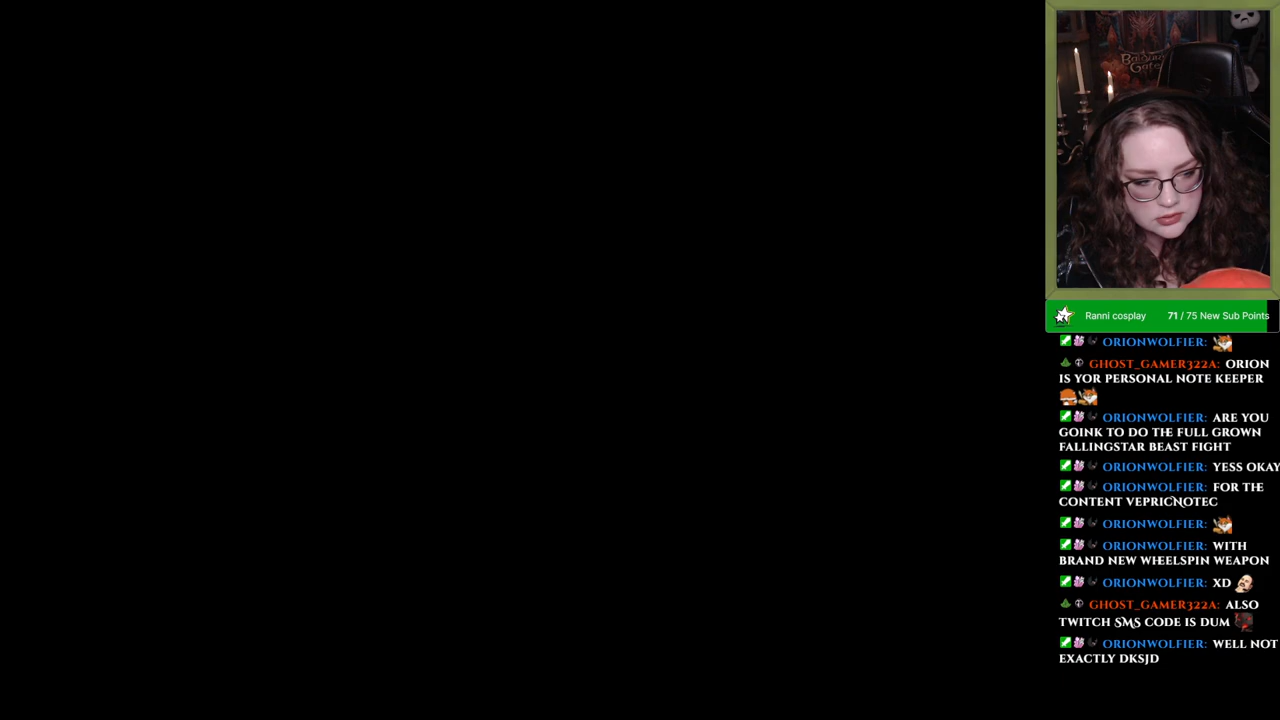 Baldur's
Gate
Ranni cosplay 71 / 75 New Sub Points
ORIONWOLFIER:
GHOST_GAMER322A: ORION
IS YOR PERSONAL NOTE KEEPER
ORIONWOLFIER: ARE YOU
GOINK TO DO THE FULL GROWN
FALLINGSTAR BEAST FIGHT
ORIONWOLFIER: YESS OKAY
ORIONWOLFIER: FOR THE
CONTENT VEPRICNOTEC
ORIONWOLFIER:
ORIONWOLFIER: WITH
BRAND NEW WHEELSPIN WEAPON
ORIONWOLFIER: XD
GHOST_GAMER322A: ALSO
TWITCH SMS CODE IS DUM
ORIONWOLFIER: WELL NOT
EXACTLY DKSJD